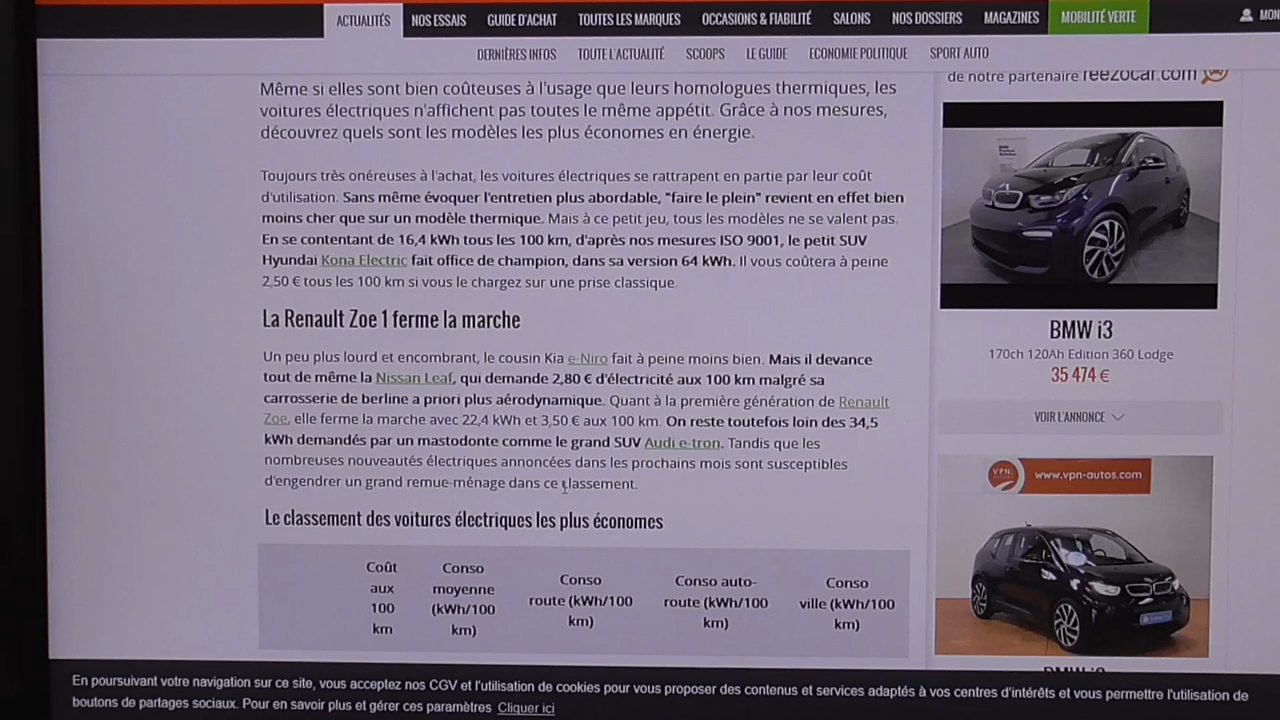 ACTUALITÉS NOS ESSAIS GUIDE D'ACHAT TOUTES LES MARQUES OCCASIONS & FIABILITÉ SALONS NOS DOSSIERS MAGAZINES MOBILITÉ VERTE MON
DERNIÈRES INFOS TOUTE L'ACTUALITÉ SCOOPS LE GUIDE ECONOMIE POLITIQUE SPORT AUTO
Même si elles sont bien coûteuses à l'usage que leurs homologues thermiques, les
voitures électriques n'affichent pas toutes le même appétit. Grâce à nos mesures,
découvrez quels sont les modèles les plus économes en énergie.
Toujours très onéreuses à l'achat, les voitures électriques se rattrapent en partie par leur coût
d'utilisation. Sans même évoquer l'entretien plus abordable, "faire le plein" revient en effet bien
moins cher que sur un modèle thermique. Mais à ce petit jeu, tous les modèles ne se valent pas.
En se contentant de 16,4 kWh tous les 100 km, d'après nos mesures ISO 9001, le petit SUV
Hyundai Kona Electric fait office de champion, dans sa version 64 kWh. Il vous coûtera à peine
2,50 € tous les 100 km si vous le chargez sur une prise classique.
La Renault Zoe 1 ferme la marche
Un peu plus lourd et encombrant, le cousin Kia e-Niro fait à peine moins bien. Mais il devance
tout de même la Nissan Leaf, qui demande 2,80 € d'électricité aux 100 km malgré sa
carrosserie de berline a priori plus aérodynamique. Quant à la première génération de Renault
Zoe, elle ferme la marche avec 22,4 kWh et 3,50 € aux 100 km. On reste toutefois loin des 34,5
kWh demandés par un mastodonte comme le grand SUV Audi e-tron. Tandis que les
nombreuses nouveautés électriques annoncées dans les prochains mois sont susceptibles
d'engendrer un grand remue-ménage dans ce classement.
Le classement des voitures électriques les plus économes
Coût
aux
100
km
Conso
moyenne
(kWh/100
km)
Conso
route (kWh/100
km)
Conso auto-
route (kWh/100
km)
Conso
ville (kWh/100
km)
de notre partenaire reezocar.com
BMW i3
170ch 120Ah Edition 360 Lodge
35 474 €
VOIR L'ANNONCE
VPN
www.vpn-autos.com
En poursuivant votre navigation sur ce site, vous acceptez nos CGV et l'utilisation de cookies pour vous proposer des contenus et services adaptés à vos centres d'intérêts et vous permettre l'utilisation de
boutons de partages sociaux. Pour en savoir plus et gérer ces paramètres Cliquer ici